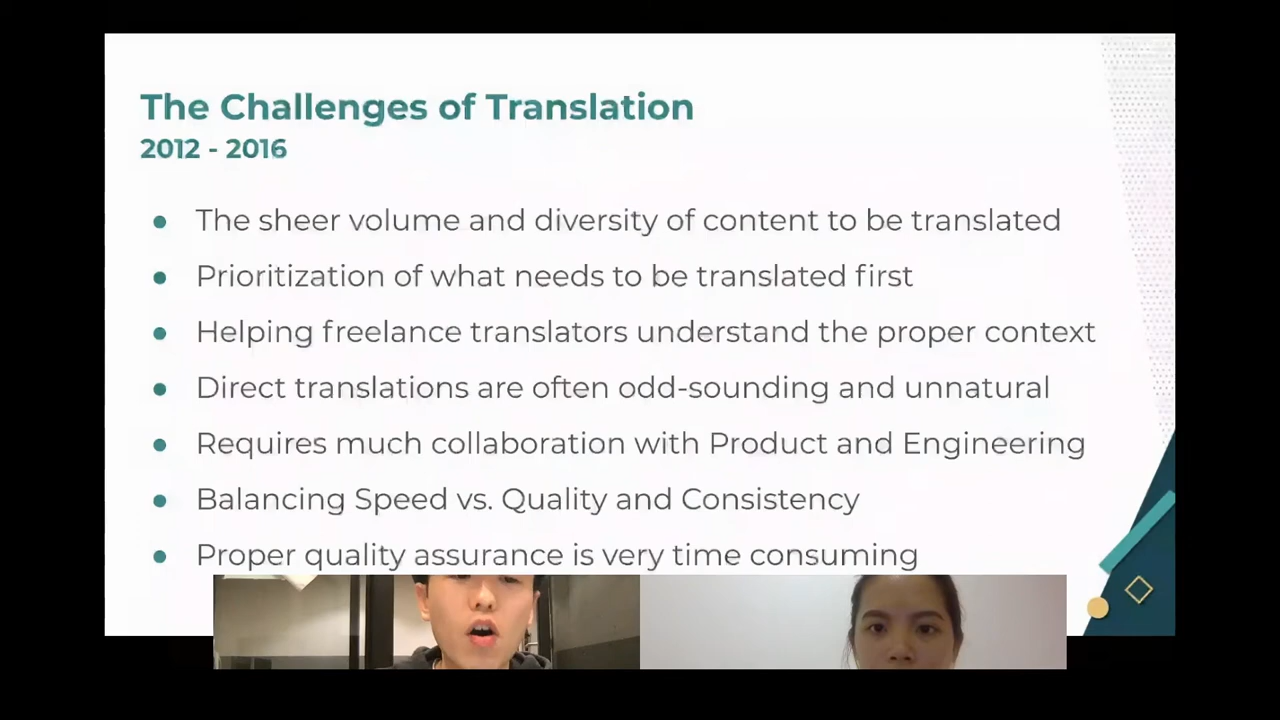 The Challenges of Translation
2012 - 2016
● The sheer volume and diversity of content to be translated
● Prioritization of what needs to be translated first
● Helping freelance translators understand the proper context
● Direct translations are often odd-sounding and unnatural
● Requires much collaboration with Product and Engineering
● Balancing Speed vs. Quality and Consistency
● Proper quality assurance is very time consuming